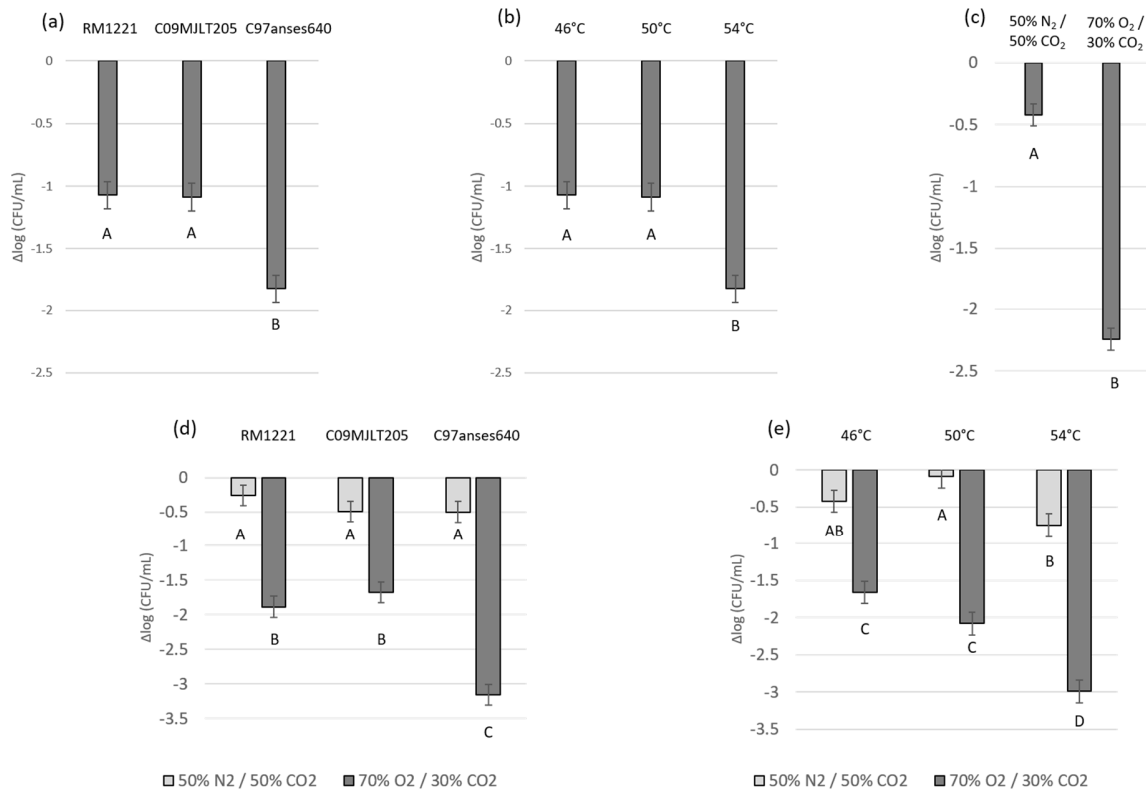 (a)
RM1221 C09MJLT205 C97anses640
0
-0.5
-1
-1.5
-2
-2.5
Δlog (CFU/mL)
A A B
(b)
46°C 50°C 54°C
0
-0.5
-1
-1.5
-2
-2.5
Δlog (CFU/mL)
A A B
(c)
50% N₂ / 70% O₂ /
50% CO₂ 30% CO₂
0
-0.5
-1
-1.5
-2
-2.5
Δlog (CFU/mL)
A B
(d)
RM1221 C09MJLT205 C97anses640
0
-0.5
-1
-1.5
-2
-2.5
-3
-3.5
Δlog (CFU/mL)
A B A B A C
50% N2 / 50% CO2 70% O2 / 30% CO2
(e)
46°C 50°C 54°C
0
-0.5
-1
-1.5
-2
-2.5
-3
-3.5
Δlog (CFU/mL)
AB C A C B D
50% N2 / 50% CO2 70% O2 / 30% CO2